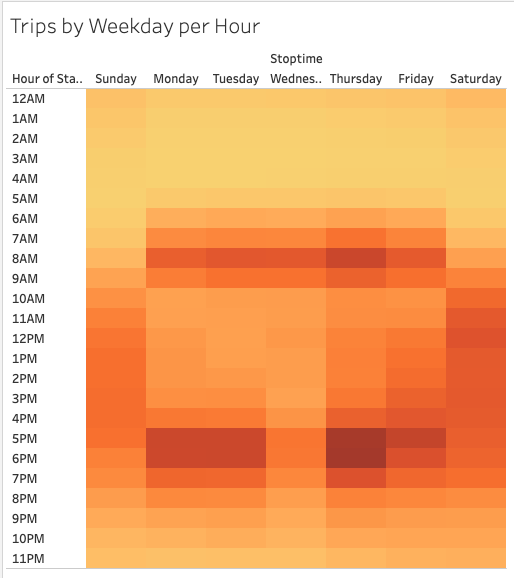 Trips by Weekday per Hour
Stoptime
Hour of Sta.. Sunday Monday Tuesday Wednes.. Thursday Friday Saturday
12AM
1AM
2AM
3AM
4AM
5AM
6AM
7AM
8AM
9AM
10AM
11AM
12PM
1PM
2PM
3PM
4PM
5PM
6PM
7PM
8PM
9PM
10PM
11PM